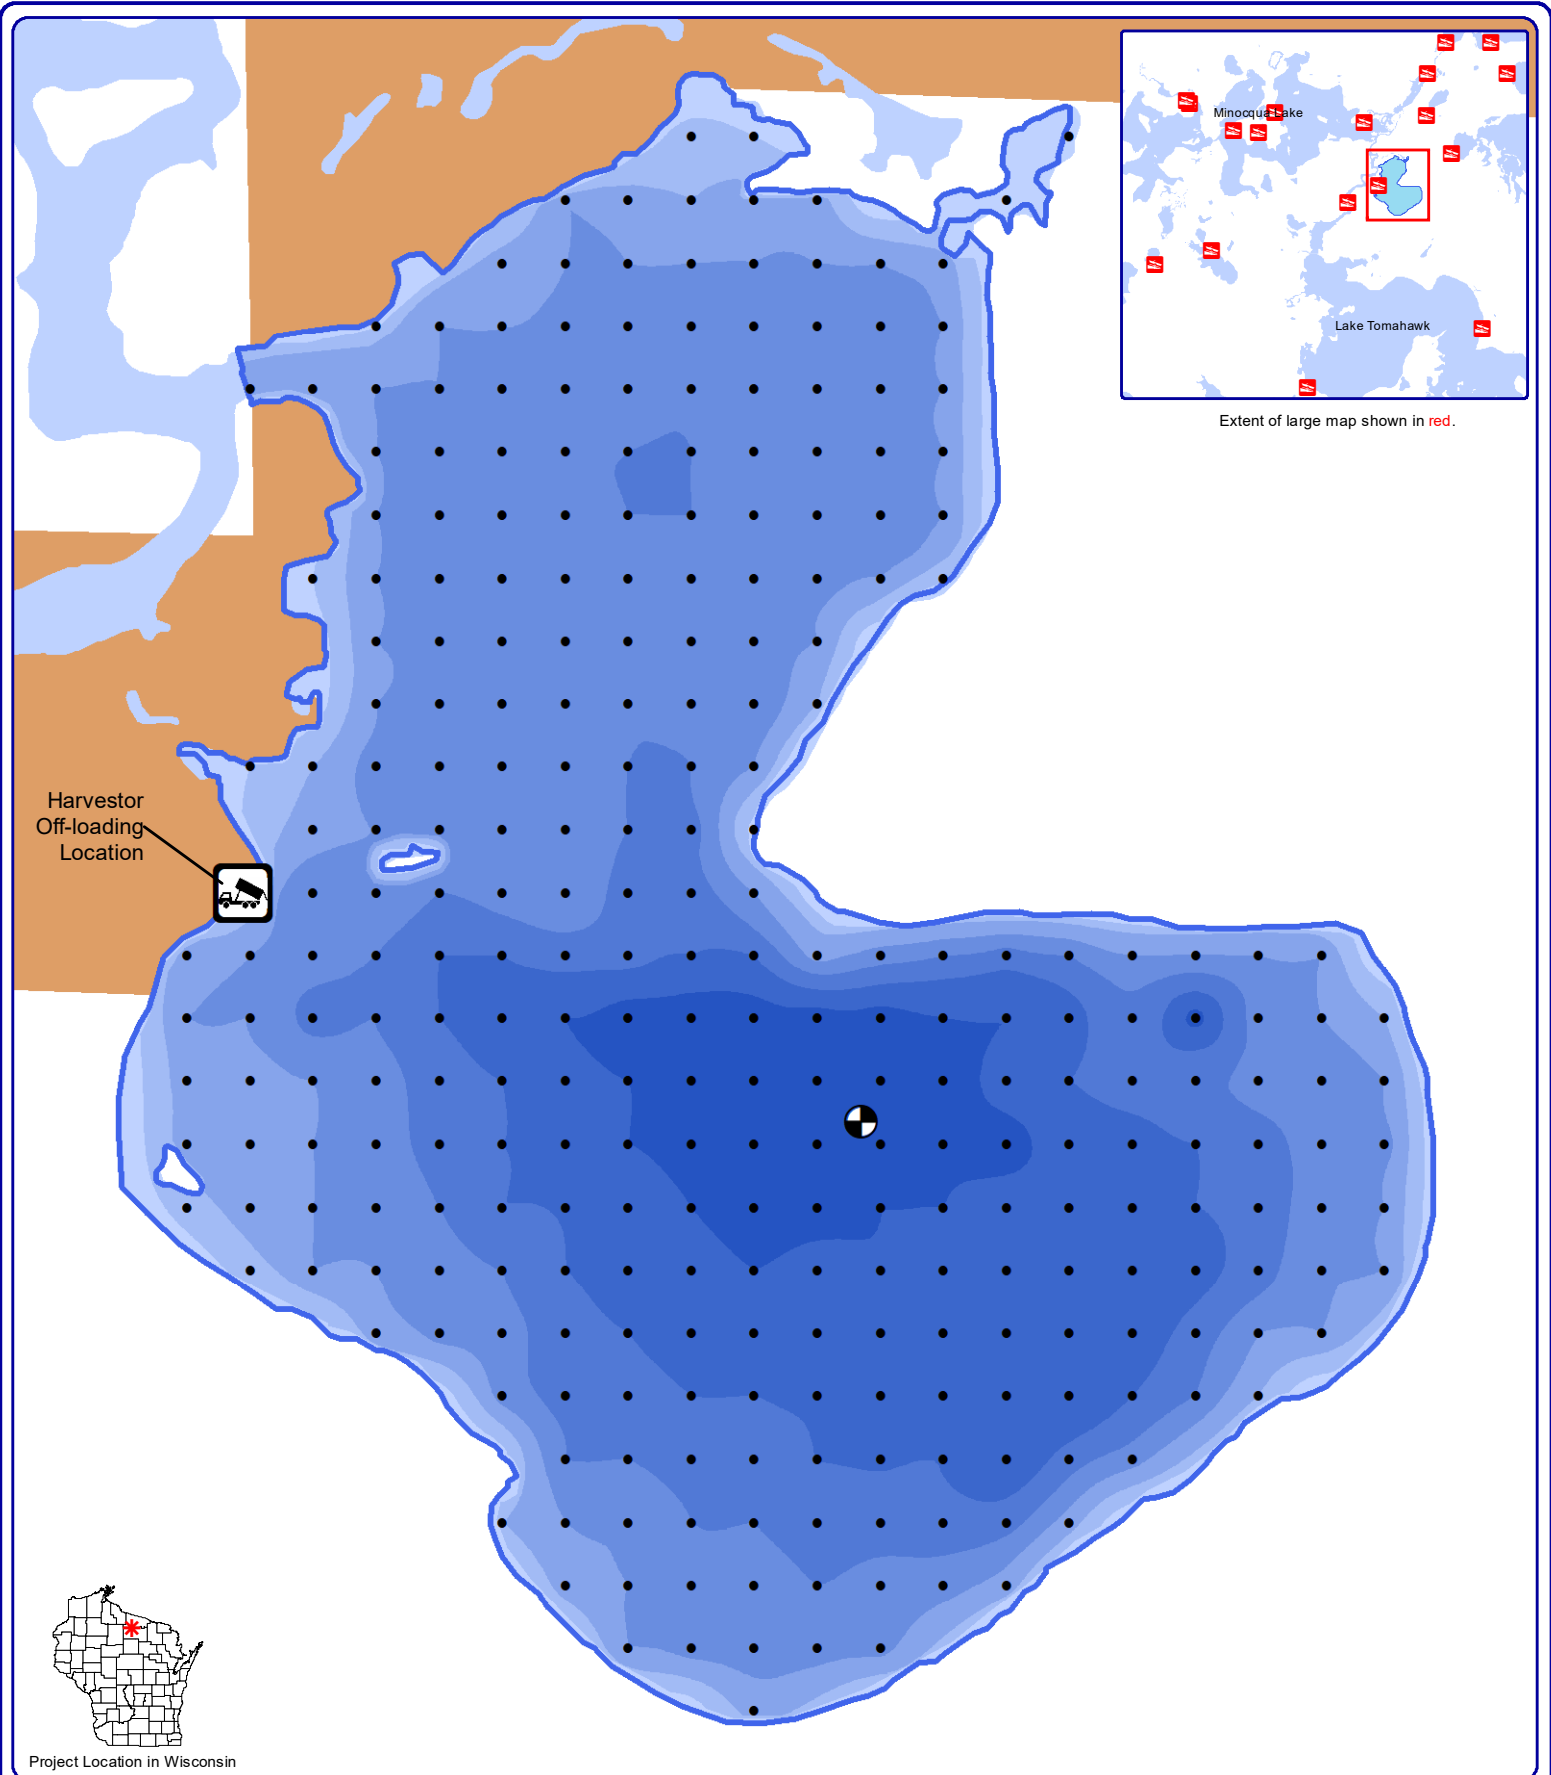 Minocqua Lake
Lake Tomahawk
Extent of large map shown in red.
Harvestor
Off-loading
Location
Project Location in Wisconsin